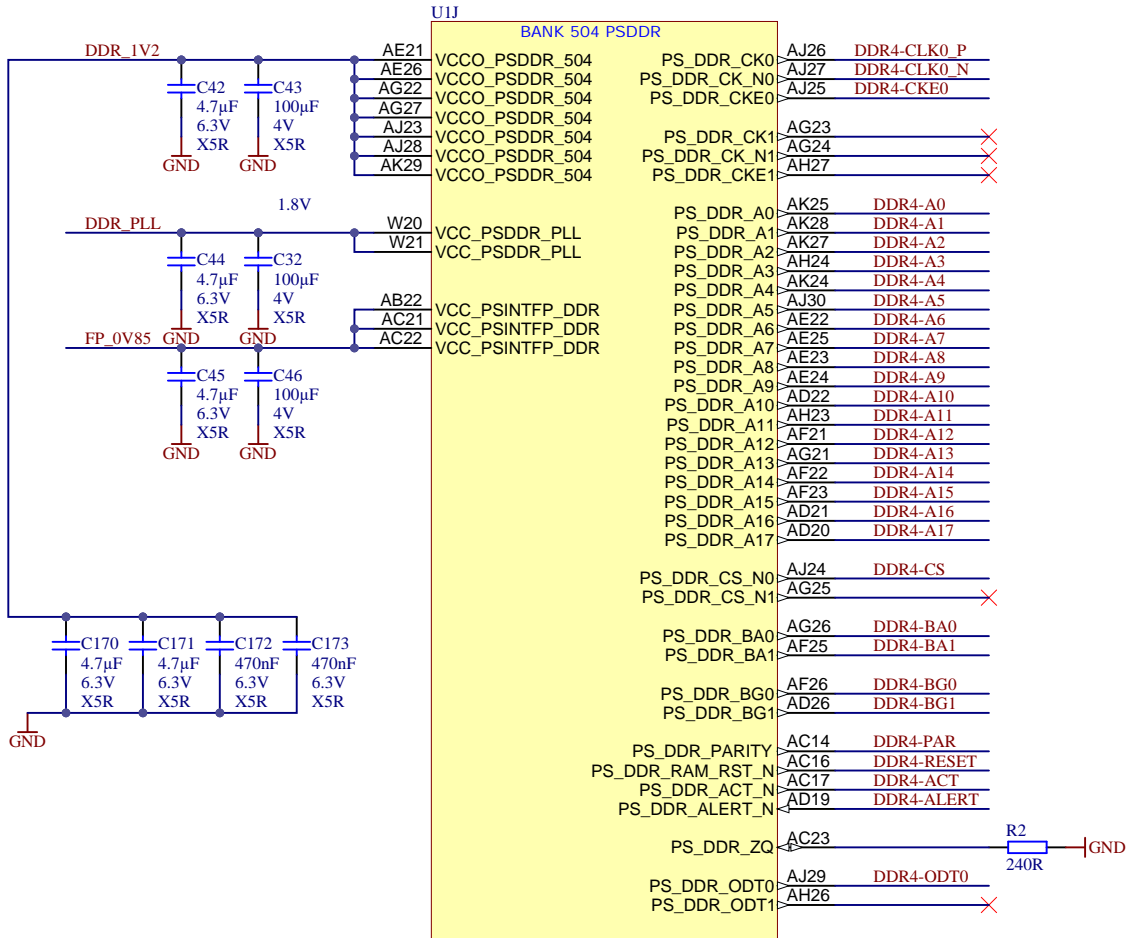 U1J
BANK 504 PSDDR
DDR_1V2
AE21 VCCO_PSDDR_504
AE26 VCCO_PSDDR_504
AG22 VCCO_PSDDR_504
AG27 VCCO_PSDDR_504
AJ23 VCCO_PSDDR_504
AJ28 VCCO_PSDDR_504
AK29 VCCO_PSDDR_504
C42
4.7µF
6.3V
X5R
GND
C43
100µF
4V
X5R
GND
1.8V
DDR_PLL
W20 VCC_PSDDR_PLL
W21 VCC_PSDDR_PLL
C44
4.7µF
6.3V
X5R
GND
C32
100µF
4V
X5R
GND
AB22 VCC_PSINTFP_DDR
AC21 VCC_PSINTFP_DDR
AC22 VCC_PSINTFP_DDR
FP_0V85
C45
4.7µF
6.3V
X5R
GND
C46
100µF
4V
X5R
GND
C170
4.7µF
6.3V
X5R
C171
4.7µF
6.3V
X5R
C172
470nF
6.3V
X5R
C173
470nF
6.3V
X5R
GND
PS_DDR_CK0 AJ26 DDR4-CLK0_P
PS_DDR_CK_N0 AJ27 DDR4-CLK0_N
PS_DDR_CKE0 AJ25 DDR4-CKE0
PS_DDR_CK1 AG23
PS_DDR_CK_N1 AG24
PS_DDR_CKE1 AH27
PS_DDR_A0 AK25 DDR4-A0
PS_DDR_A1 AK28 DDR4-A1
PS_DDR_A2 AK27 DDR4-A2
PS_DDR_A3 AH24 DDR4-A3
PS_DDR_A4 AK24 DDR4-A4
PS_DDR_A5 AJ30 DDR4-A5
PS_DDR_A6 AE22 DDR4-A6
PS_DDR_A7 AE25 DDR4-A7
PS_DDR_A8 AE23 DDR4-A8
PS_DDR_A9 AE24 DDR4-A9
PS_DDR_A10 AD22 DDR4-A10
PS_DDR_A11 AH23 DDR4-A11
PS_DDR_A12 AF21 DDR4-A12
PS_DDR_A13 AG21 DDR4-A13
PS_DDR_A14 AF22 DDR4-A14
PS_DDR_A15 AF23 DDR4-A15
PS_DDR_A16 AD21 DDR4-A16
PS_DDR_A17 AD20 DDR4-A17
PS_DDR_CS_N0 AJ24 DDR4-CS
PS_DDR_CS_N1 AG25
PS_DDR_BA0 AG26 DDR4-BA0
PS_DDR_BA1 AF25 DDR4-BA1
PS_DDR_BG0 AF26 DDR4-BG0
PS_DDR_BG1 AD26 DDR4-BG1
PS_DDR_PARITY AC14 DDR4-PAR
PS_DDR_RAM_RST_N AC16 DDR4-RESET
PS_DDR_ACT_N AC17 DDR4-ACT
PS_DDR_ALERT_N AD19 DDR4-ALERT
PS_DDR_ZQ AC23
R2
240R
GND
PS_DDR_ODT0 AJ29 DDR4-ODT0
PS_DDR_ODT1 AH26